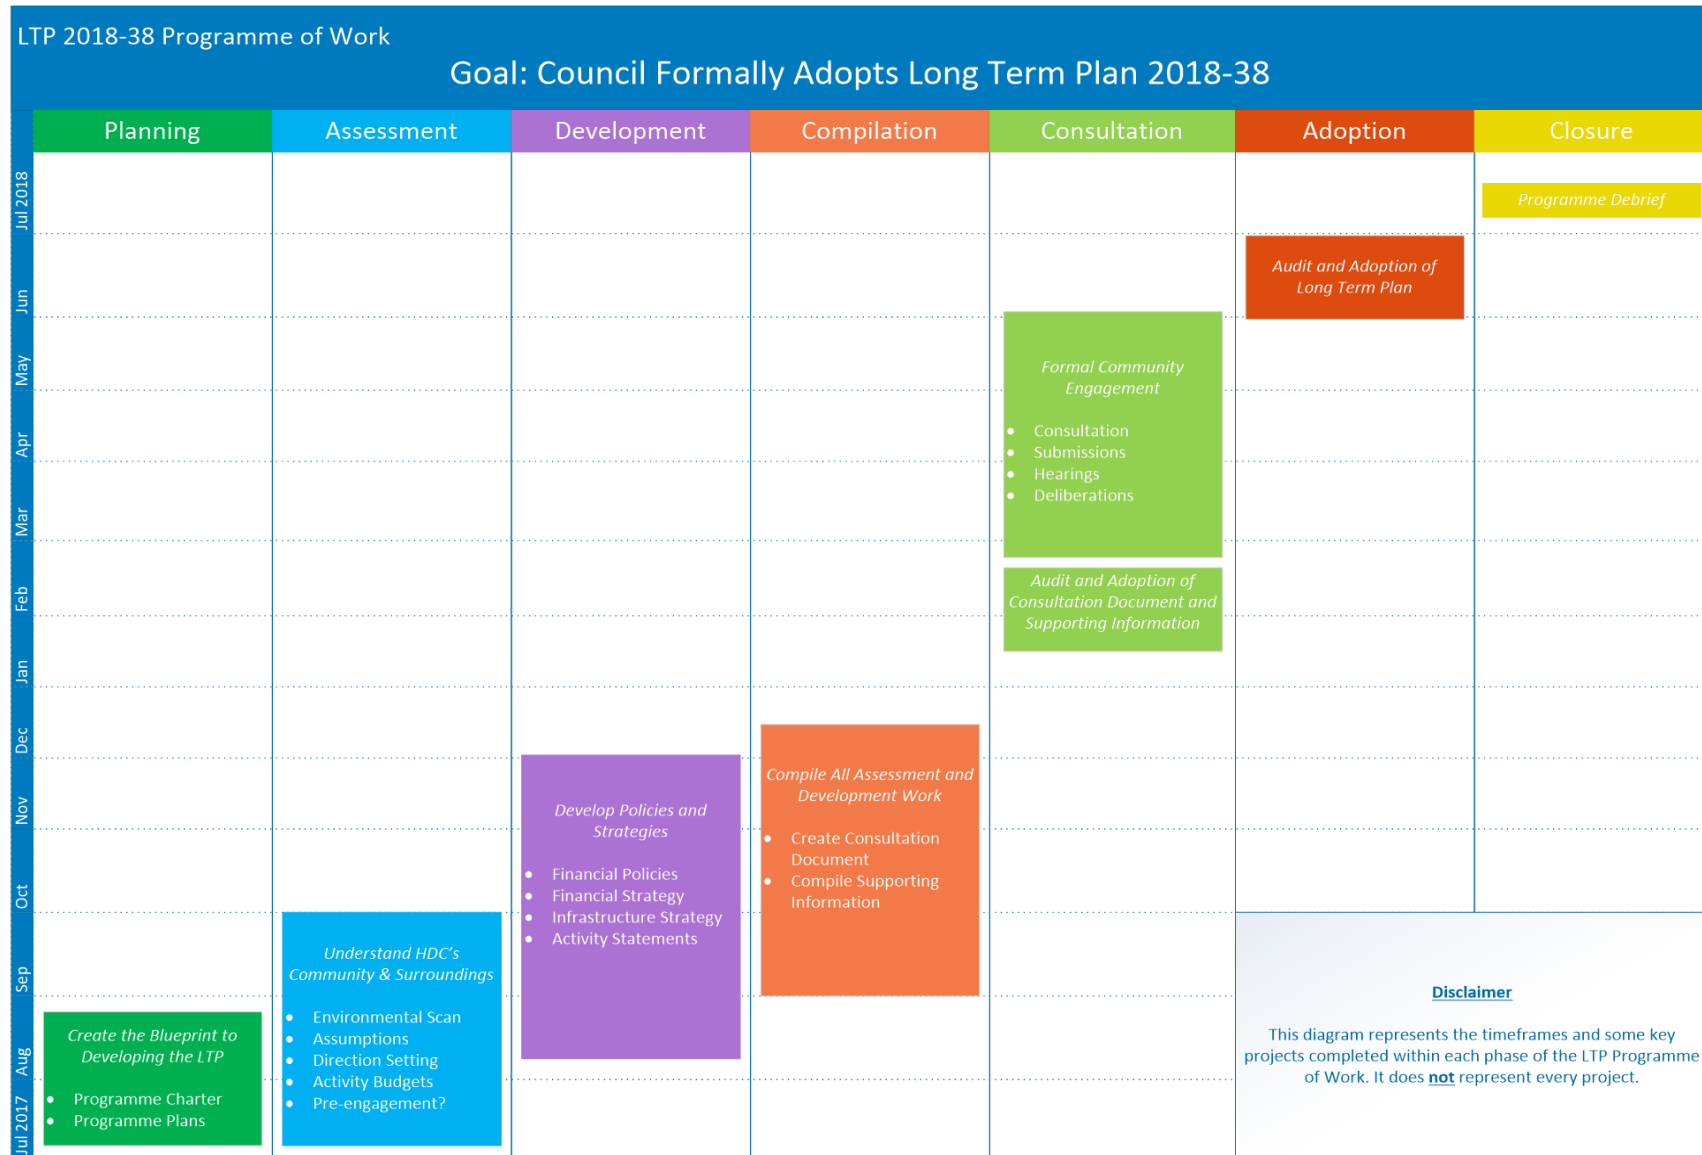 LTP 2018-38 Programme of Work
Goal: Council Formally Adopts Long Term Plan 2018-38
Planning
Assessment
Development
Compilation
Consultation
Adoption
Closure
Jul 2018
Programme Debrief
Jun
Audit and Adoption of
Long Term Plan
May
Formal Community
Engagement
Apr
• Consultation
• Submissions
• Hearings
• Deliberations
Mar
Feb
Audit and Adoption of
Consultation Document and
Supporting Information
Jan
Dec
Nov
Compile All Assessment and
Development Work
• Create Consultation
Document
• Compile Supporting
Information
Develop Policies and
Strategies
• Financial Policies
• Financial Strategy
• Infrastructure Strategy
• Activity Statements
Oct
Sep
Understand HDC's
Community & Surroundings
• Environmental Scan
• Assumptions
• Direction Setting
• Activity Budgets
• Pre-engagement?
Aug
Create the Blueprint to
Developing the LTP
• Programme Charter
• Programme Plans
Jul 2017
Disclaimer
This diagram represents the timeframes and some key
projects completed within each phase of the LTP Programme
of Work. It does not represent every project.